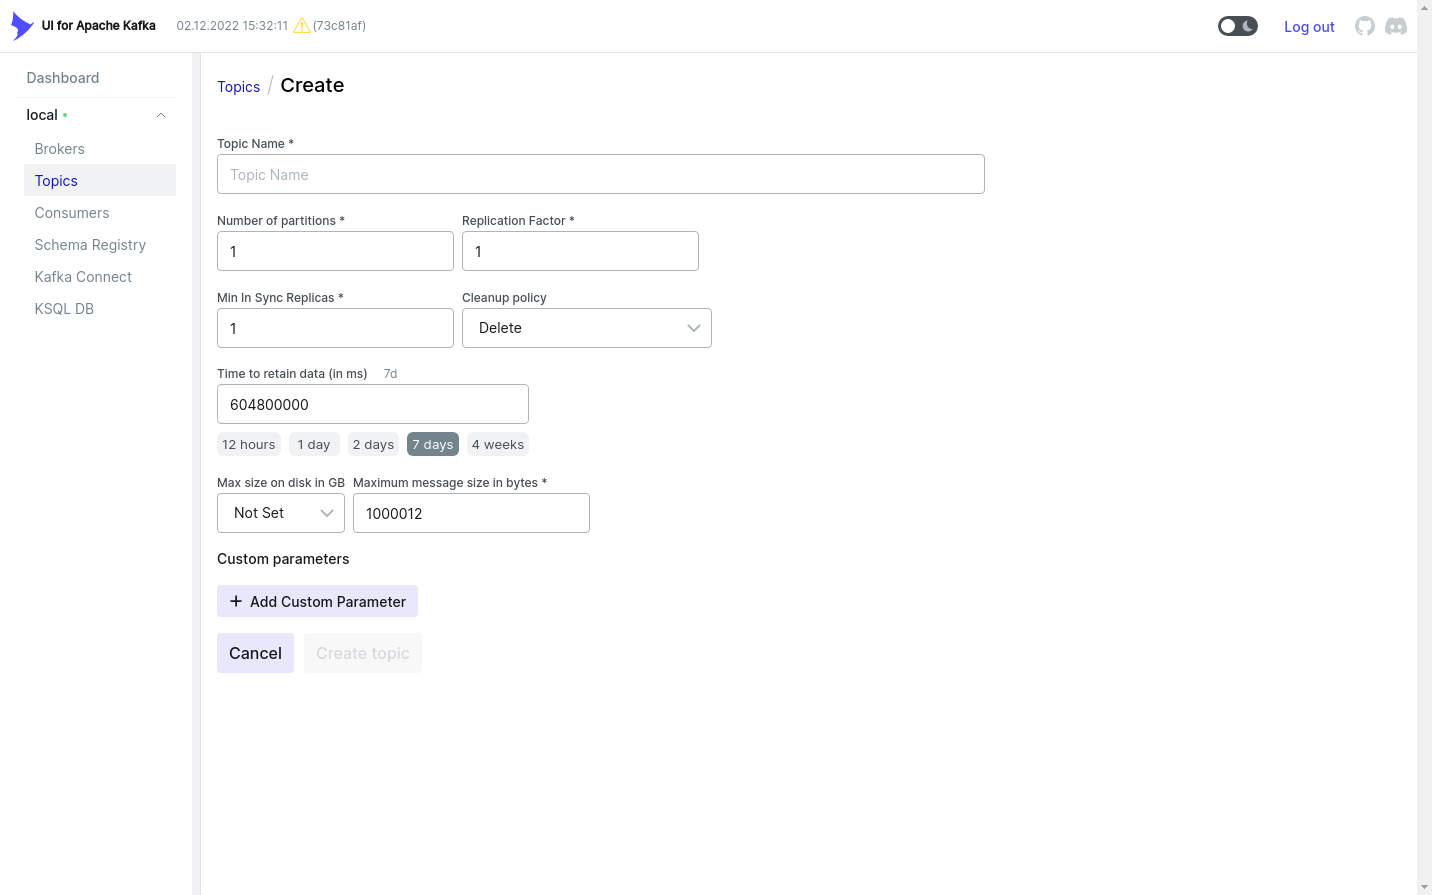 UI for Apache Kafka 02.12.2022 15:32:11 (73c81af) Log out
Dashboard
local
Brokers
Topics
Consumers
Schema Registry
Kafka Connect
KSQL DB
Topics / Create
Topic Name *
Topic Name
Number of partitions * Replication Factor *
1 1
Min In Sync Replicas * Cleanup policy
1 Delete
Time to retain data (in ms) 7d
604800000
12 hours 1 day 2 days 7 days 4 weeks
Max size on disk in GB Maximum message size in bytes *
Not Set 1000012
Custom parameters
+ Add Custom Parameter
Cancel Create topic